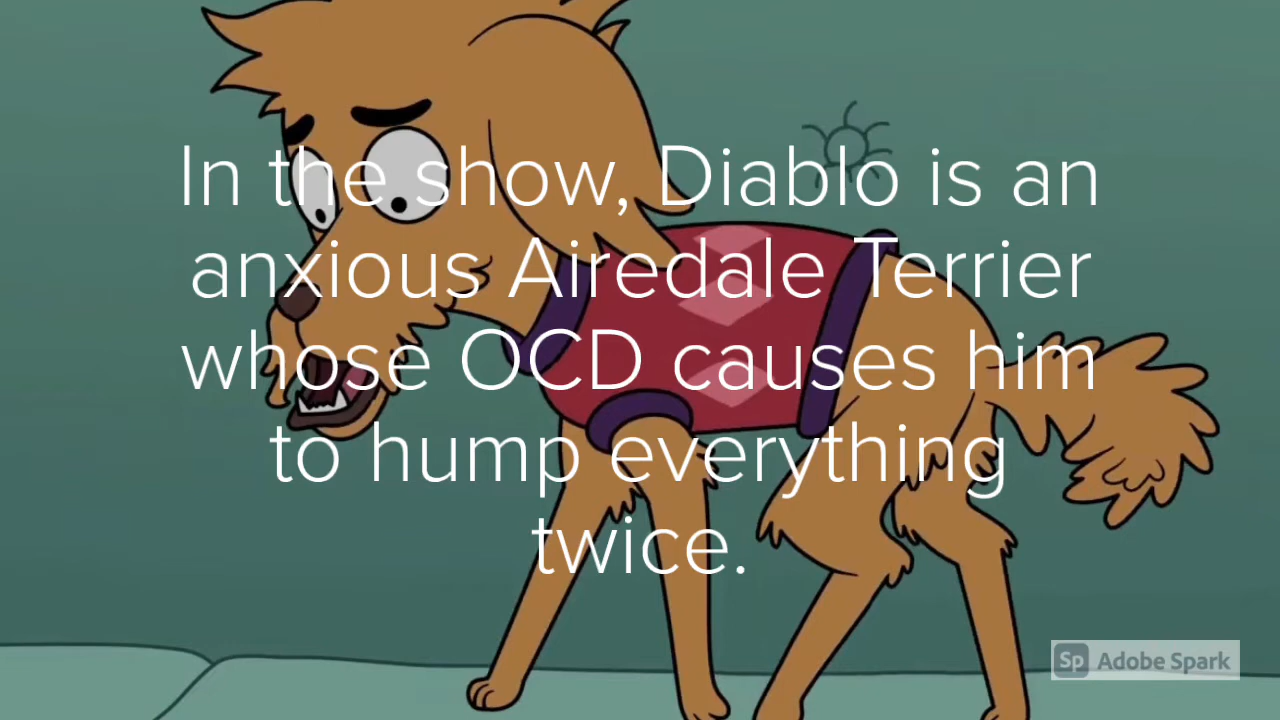 In the show, Diablo is an
anxious Airedale Terrier
whose OCD causes him
to hump everything
twice.
Sp Adobe Spark